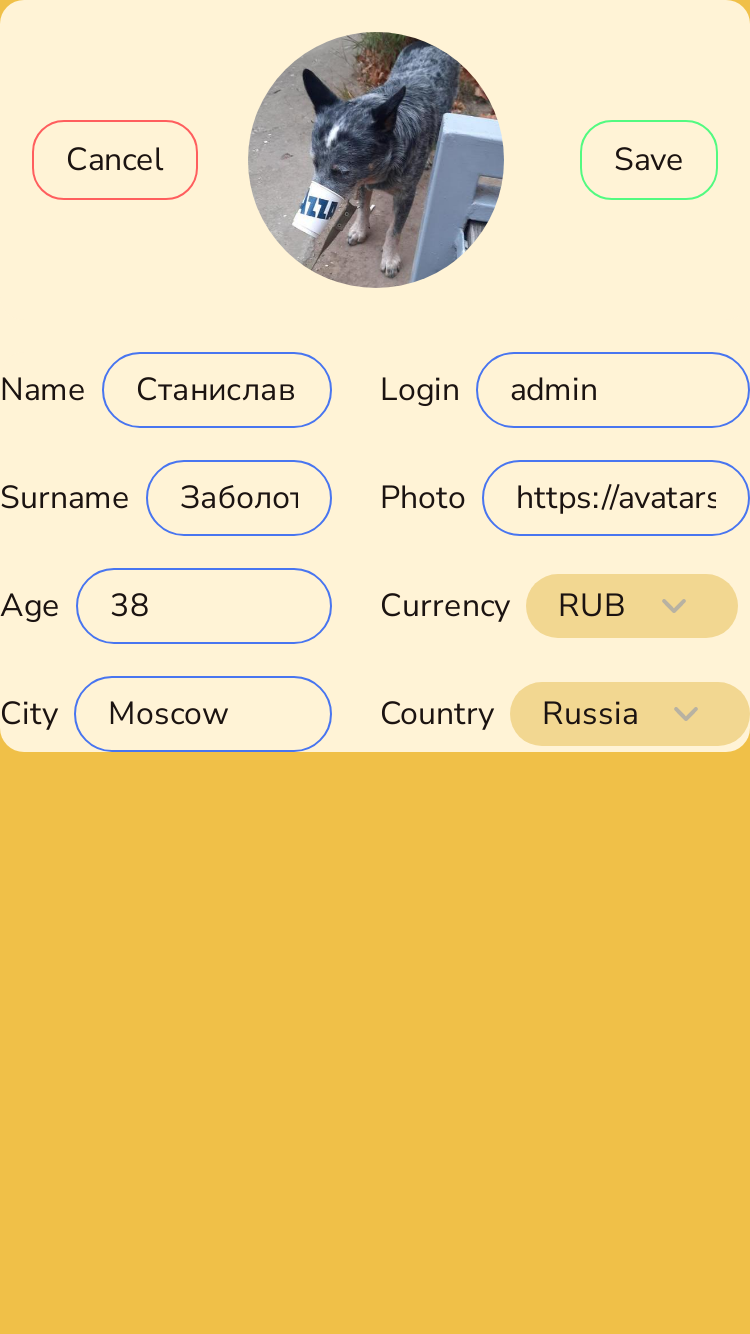 Cancel
Save
Name Станислав Login admin
Surname Заболот Photo https://avatars
Age 38 Currency RUB
City Moscow Country Russia